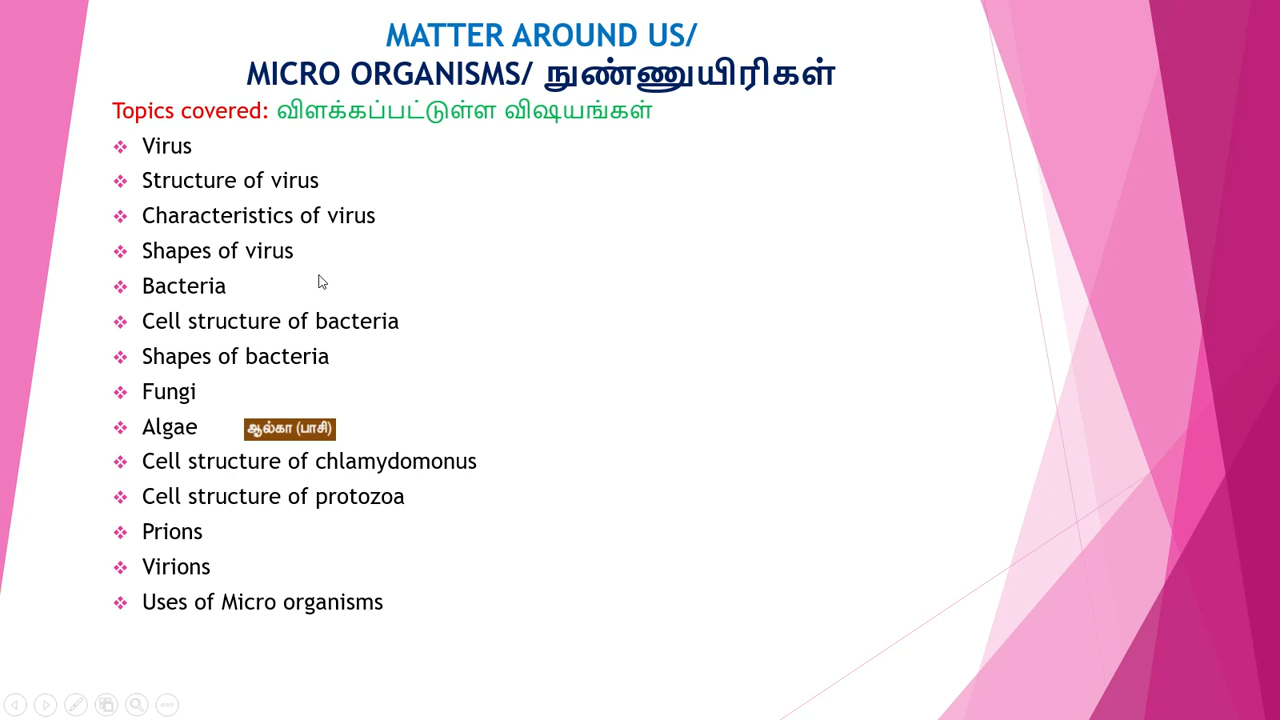 MATTER AROUND US/
MICRO ORGANISMS/ நுண்ணுயிரிகள்
Topics covered: விளக்கப்பட்டுள்ள விஷயங்கள்
Virus
Structure of virus
Characteristics of virus
Shapes of virus
Bacteria
Cell structure of bacteria
Shapes of bacteria
Fungi
Algae ஆல்கா (பாசி)
Cell structure of chlamydomonus
Cell structure of protozoa
Prions
Virions
Uses of Micro organisms